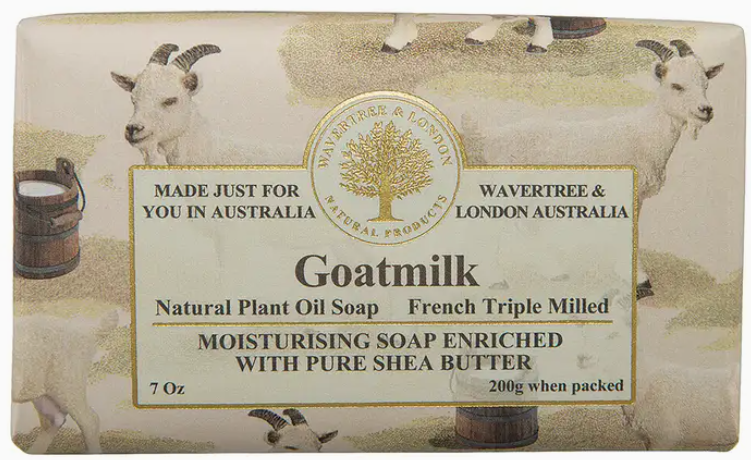 WAVERTREE & LONDON
NATURAL PRODUCTS
MADE JUST FOR
YOU IN AUSTRALIA
WAVERTREE &
LONDON AUSTRALIA
Goatmilk
Natural Plant Oil Soap French Triple Milled
MOISTURISING SOAP ENRICHED
WITH PURE SHEA BUTTER
7 Oz 200g when packed